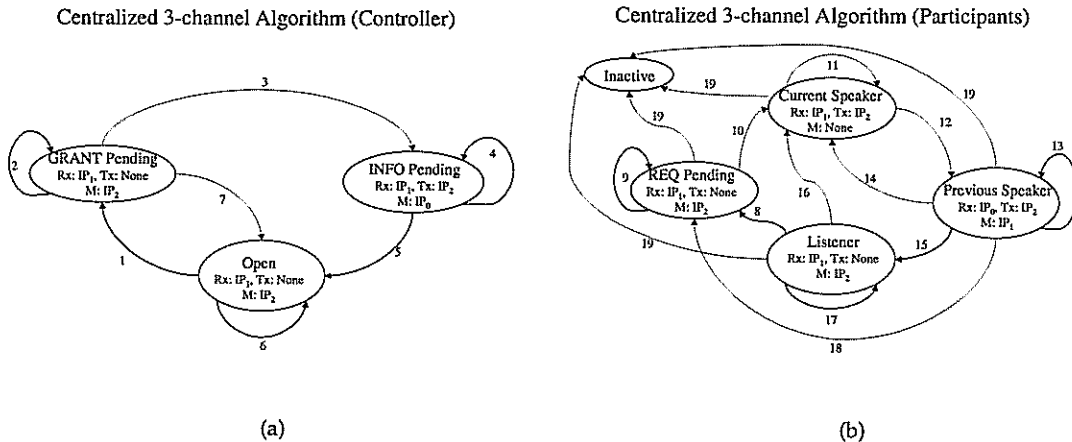 Centralized 3-channel Algorithm (Controller)
3
2
GRANT Pending
Rx: IP₁, Tx: None
M: IP₂
INFO Pending
Rx: IP₁, Tx: IP₂
M: IP₀
4
7
1
5
Open
Rx: IP₁, Tx: None
M: IP₂
6
(a)
Centralized 3-channel Algorithm (Participants)
Inactive
11
19
Current Speaker
Rx: IP₁, Tx: IP₂
M: None
19
19
10
12
13
9
REQ Pending
Rx: IP₁, Tx: None
M: IP₂
14
16
Previous Speaker
Rx: IP₀, Tx: IP₂
M: IP₁
8
19
Listener
Rx: IP₁, Tx: None
M: IP₂
15
17
18
(b)